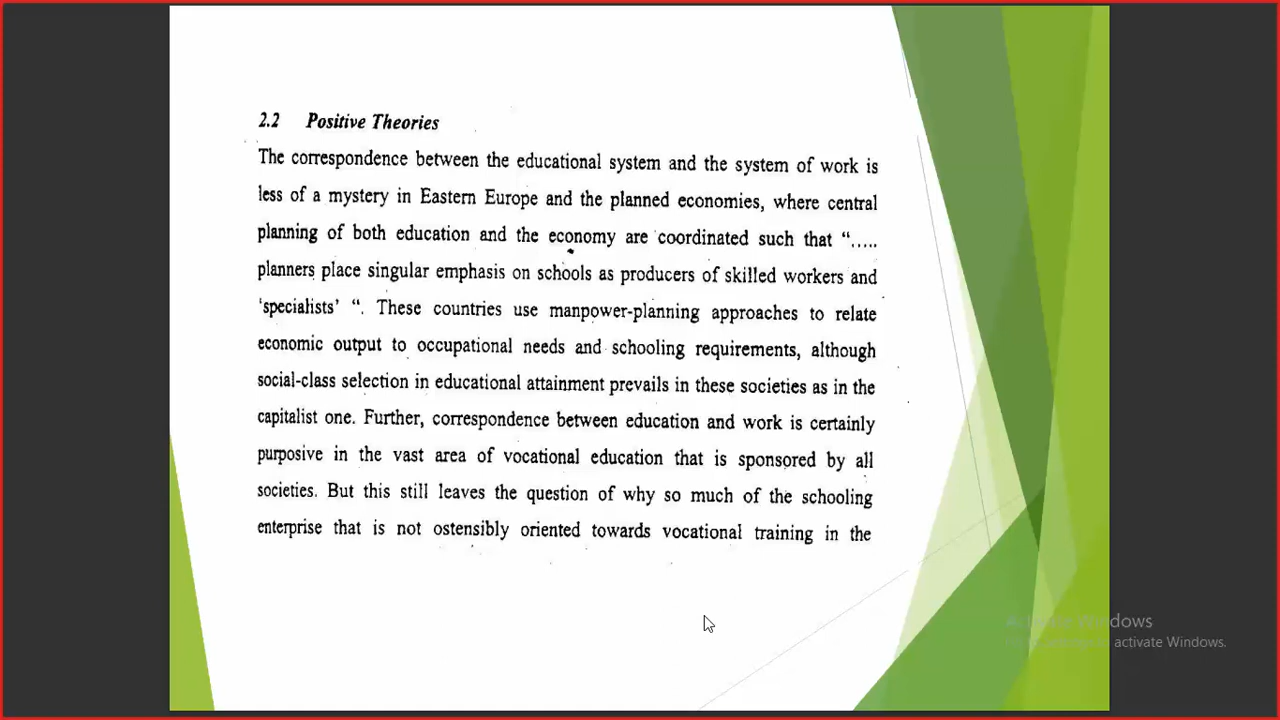 2.2 Positive Theories
The correspondence between the educational system and the system of work is
less of a mystery in Eastern Europe and the planned economies, where central
planning of both education and the economy are coordinated such that “.....
planners place singular emphasis on schools as producers of skilled workers and
'specialists' “. These countries use manpower-planning approaches to relate
economic output to occupational needs and schooling requirements, although
social-class selection in educational attainment prevails in these societies as in the
capitalist one. Further, correspondence between education and work is certainly
purposive in the vast area of vocational education that is sponsored by all
societies. But this still leaves the question of why so much of the schooling
enterprise that is not ostensibly oriented towards vocational training in the
Activate Windows
activate Windows.